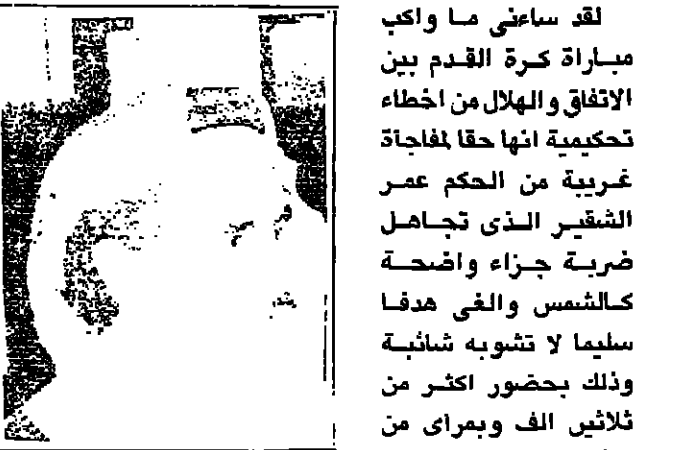 لقد ساءنى ما واكب
مباراة كرة القدم بين
الاتفاق والهلال من اخطاء
تحكيمية انها حقا لمفاجاة
غريبة من الحكم عمر
الشقير الذى تجاهل
ضربة جزاء واضحة
كالشمس والغى هدفا
سليما لا تشوبه شائبة
وذلك بحضور اكثر من
ثلاثين الف وبمراى من